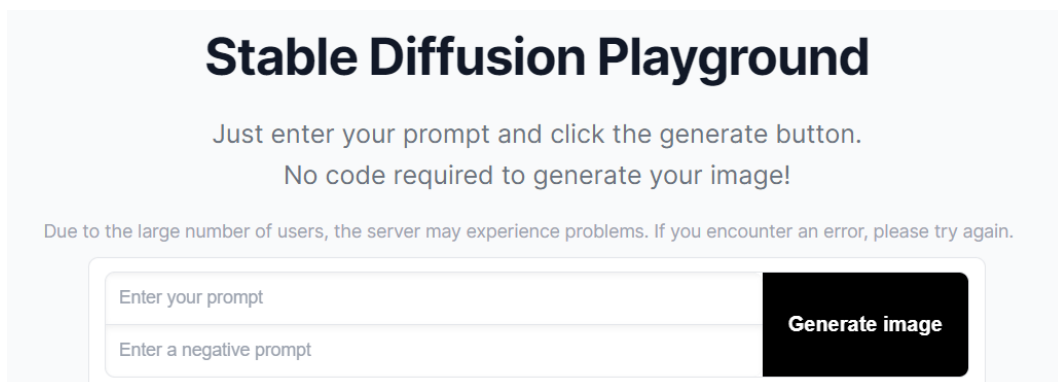 Stable Diffusion Playground
Just enter your prompt and click the generate button.
No code required to generate your image!
Due to the large number of users, the server may experience problems. If you encounter an error, please try again.
Enter your prompt
Generate image
Enter a negative prompt